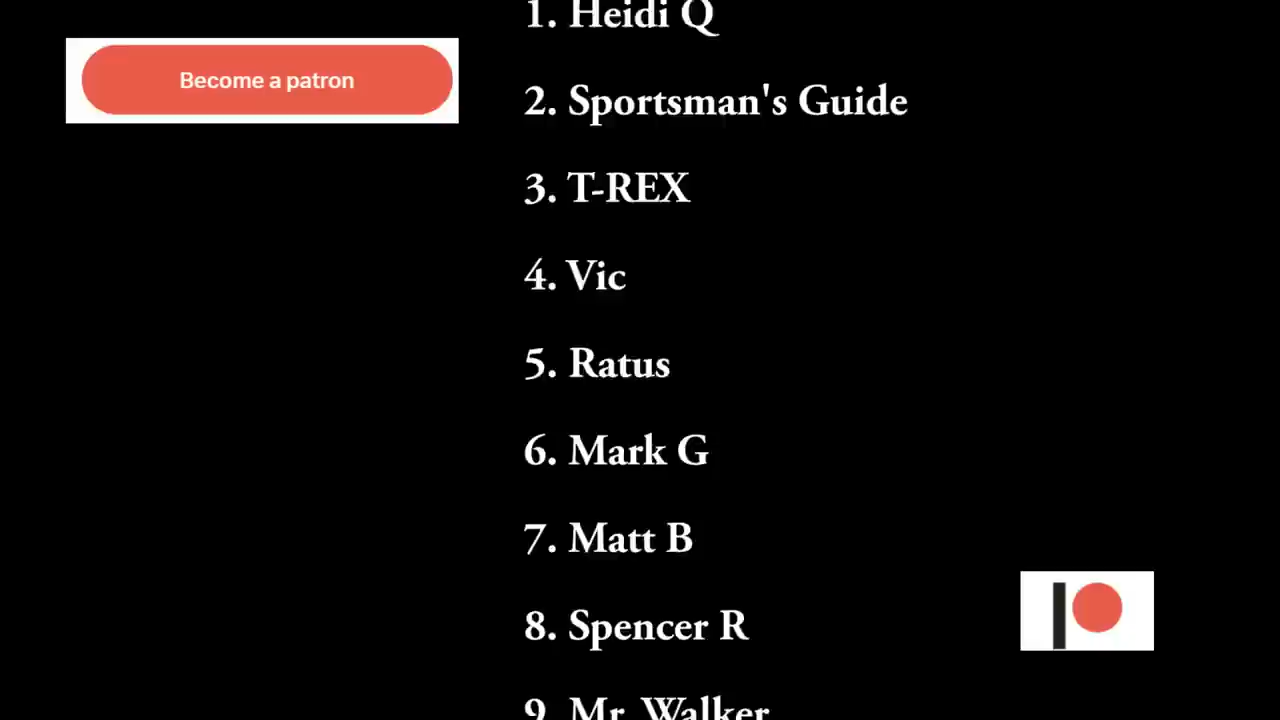 1. Heidi Q
Become a patron
2. Sportsman's Guide
3. T-REX
4. Vic
5. Ratus
6. Mark G
7. Matt B
8. Spencer R
9. Mr. Walker